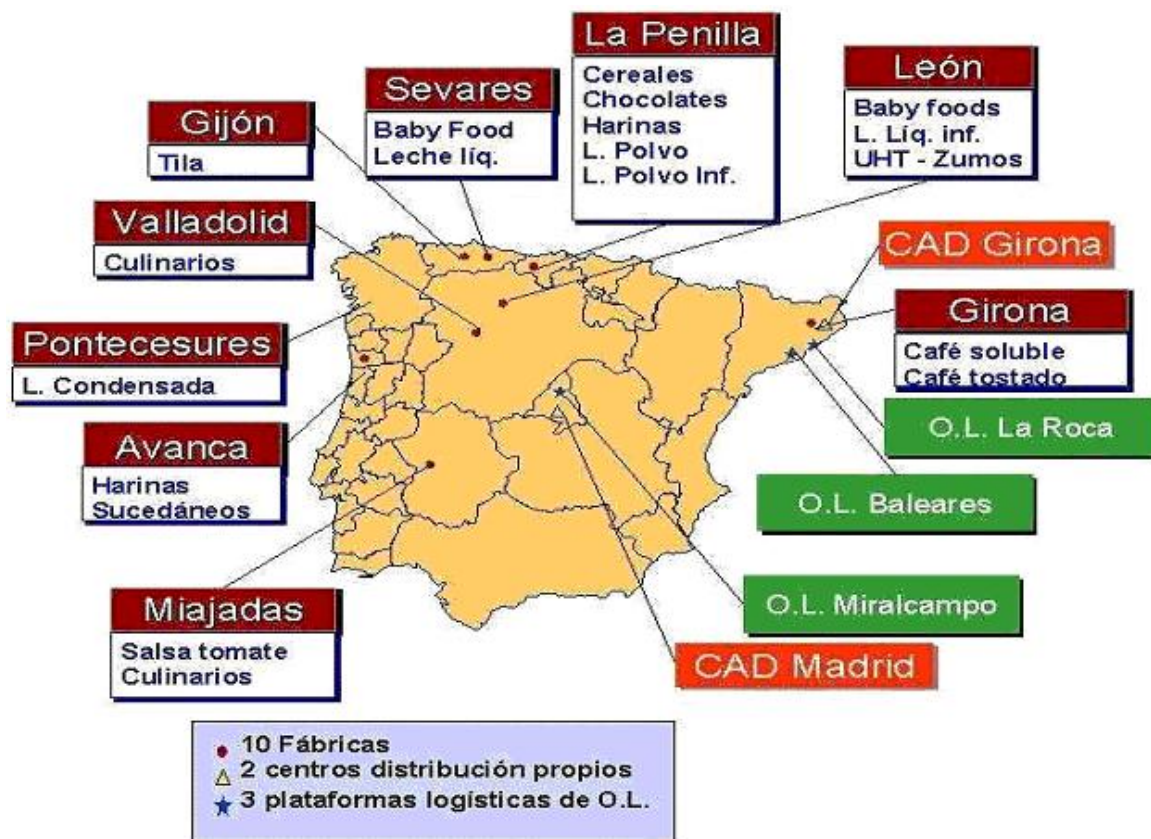 La Penilla
Cereales
Chocolates
Harinas
L. Polvo
L. Polvo Inf.
León
Baby foods
L. Líq. inf.
UHT - Zumos
Sevares
Baby Food
Leche líq.
Gijón
Tila
Valladolid
Culinarios
CAD Girona
Girona
Café soluble
Café tostado
Pontecesures
L. Condensada
O.L. La Roca
Avanca
Harinas
Sucedáneos
O.L. Baleares
Miajadas
Salsa tomate
Culinarios
O.L. Miralcampo
CAD Madrid
10 Fábricas
2 centros distribución propios
3 plataformas logísticas de O.L.